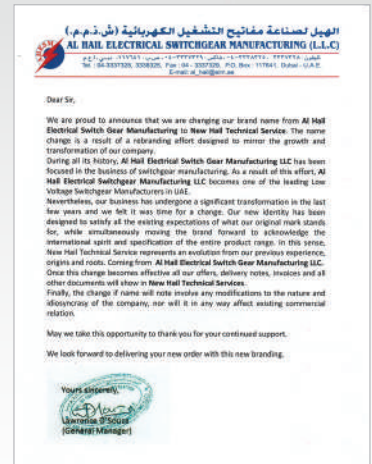 الهيل لصناعة مفاتيح التشغيل الكهربائية (ش.ذ.م.م.)
AL HAIL ELECTRICAL SWITCHGEAR MANUFACTURING (L.L.C)
Dear Sir,
We are proud to announce that we are changing our brand name from Al Hail
Electrical Switch Gear Manufacturing to New Hail Technical Service. The name
change is a result of a rebranding effort designed to mirror the growth and
transformation of our company.
During all its history, Al Hail Electrical Switchgear Manufacturing LLC has been
focused in the business of switchgear manufacturing. As a result of this effort, Al
Hail Electrical Switchgear Manufacturing LLC becomes one of the leading Low
Voltage Switchgear Manufacturers in UAE.
Nevertheless, our business has undergone a significant transformation in the last
few years and we felt it was time for a change. Our new identity has been
designed to satisfy all the existing expectations of what our original mark stands
for, while simultaneously moving the brand forward to acknowledge the
international spirit and specification of the entire product range. In this sense,
New Hail Technical Service represents an evolution from our previous experience,
origins and roots. Coming from Al Hail Electrical Switch Gear Manufacturing LLC.
Once this change becomes effective all our offers, delivery notes, invoices and all
other documents will show in New Hail Technical Services.
Finally, the change if name will note involve any modifications to the nature and
idiosyncrasy of the company, nor will it in any way affect existing commercial
relation.
May we take this opportunity to thank you for your continued support.
We look forward to delivering your new order with this new branding.
Yours sincerely,
Lawrence D'Souza
(General Manager)